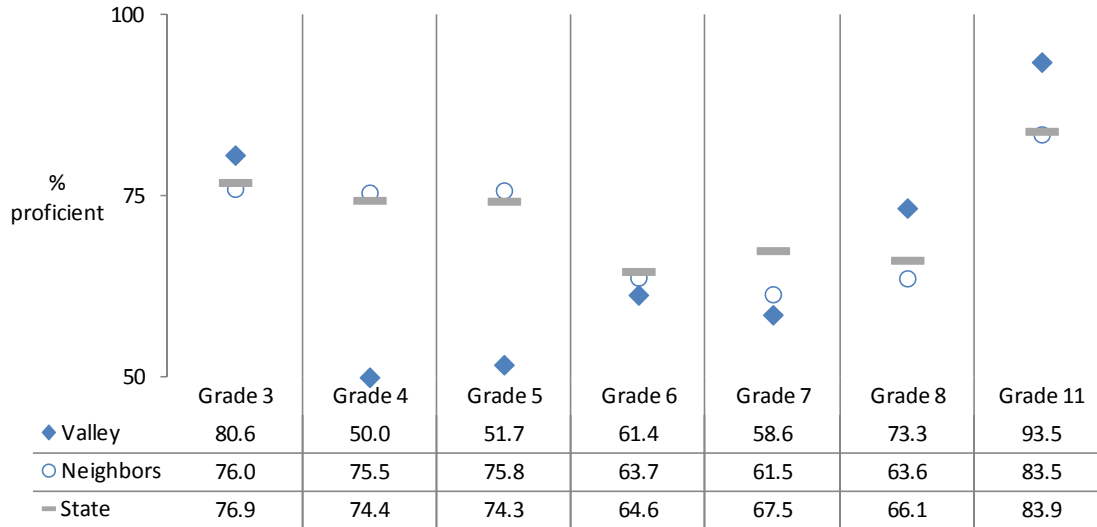 100
75
%
proficient
50
Grade 3 Grade 4 Grade 5 Grade 6 Grade 7 Grade 8 Grade 11
Valley 80.6 50.0 51.7 61.4 58.6 73.3 93.5
Neighbors 76.0 75.5 75.8 63.7 61.5 63.6 83.5
State 76.9 74.4 74.3 64.6 67.5 66.1 83.9